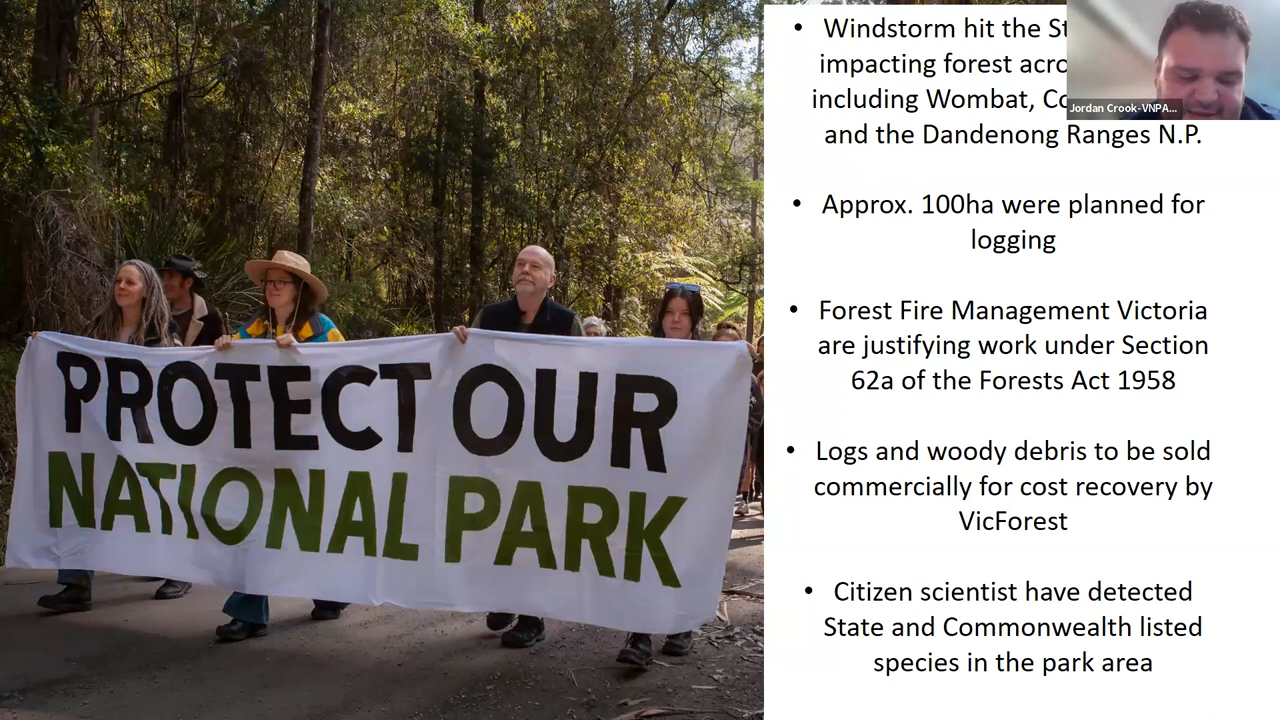 PROTECT OUR
NATIONAL PARK
• Windstorm hit the
impacting forest
including Wombat,
and the Dandenong Ranges N.P.
• Approx. 100ha were planned for
logging
• Forest Fire Management Victoria
are justifying work under Section
62a of the Forests Act 1958
• Logs and woody debris to be sold
commercially for cost recovery by
VicForest
• Citizen scientist have detected
State and Commonwealth listed
species in the park area
Jordan Crook-VNPA...